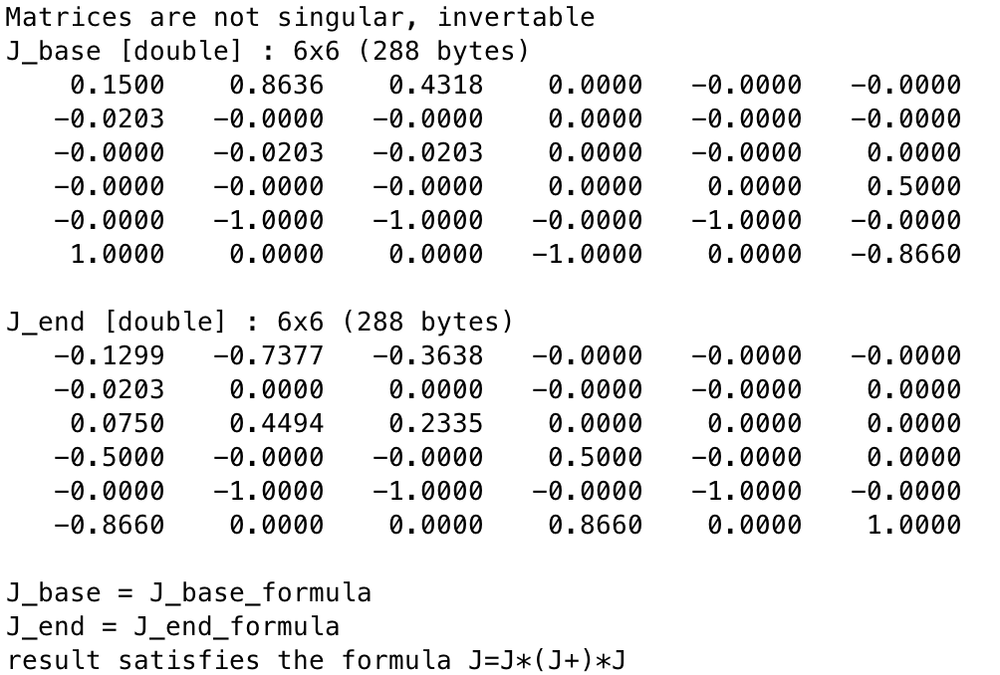 Matrices are not singular, invertable
J_base [double] : 6x6 (288 bytes)
0.1500 0.8636 0.4318 0.0000 -0.0000 -0.0000
-0.0203 -0.0000 -0.0000 0.0000 -0.0000 -0.0000
-0.0000 -0.0203 -0.0203 0.0000 -0.0000 0.0000
-0.0000 -0.0000 -0.0000 0.0000 0.0000 0.5000
-0.0000 -1.0000 -1.0000 -0.0000 -1.0000 -0.0000
1.0000 0.0000 0.0000 -1.0000 0.0000 -0.8660
J_end [double] : 6x6 (288 bytes)
-0.1299 -0.7377 -0.3638 -0.0000 -0.0000 -0.0000
-0.0203 0.0000 0.0000 -0.0000 -0.0000 0.0000
0.0750 0.4494 0.2335 0.0000 0.0000 0.0000
-0.5000 -0.0000 -0.0000 0.5000 -0.0000 0.0000
-0.0000 -1.0000 -1.0000 -0.0000 -1.0000 -0.0000
-0.8660 0.0000 0.0000 0.8660 0.0000 1.0000
J_base = J_base_formula
J_end = J_end_formula
result satisfies the formula J=J*(J+)*J